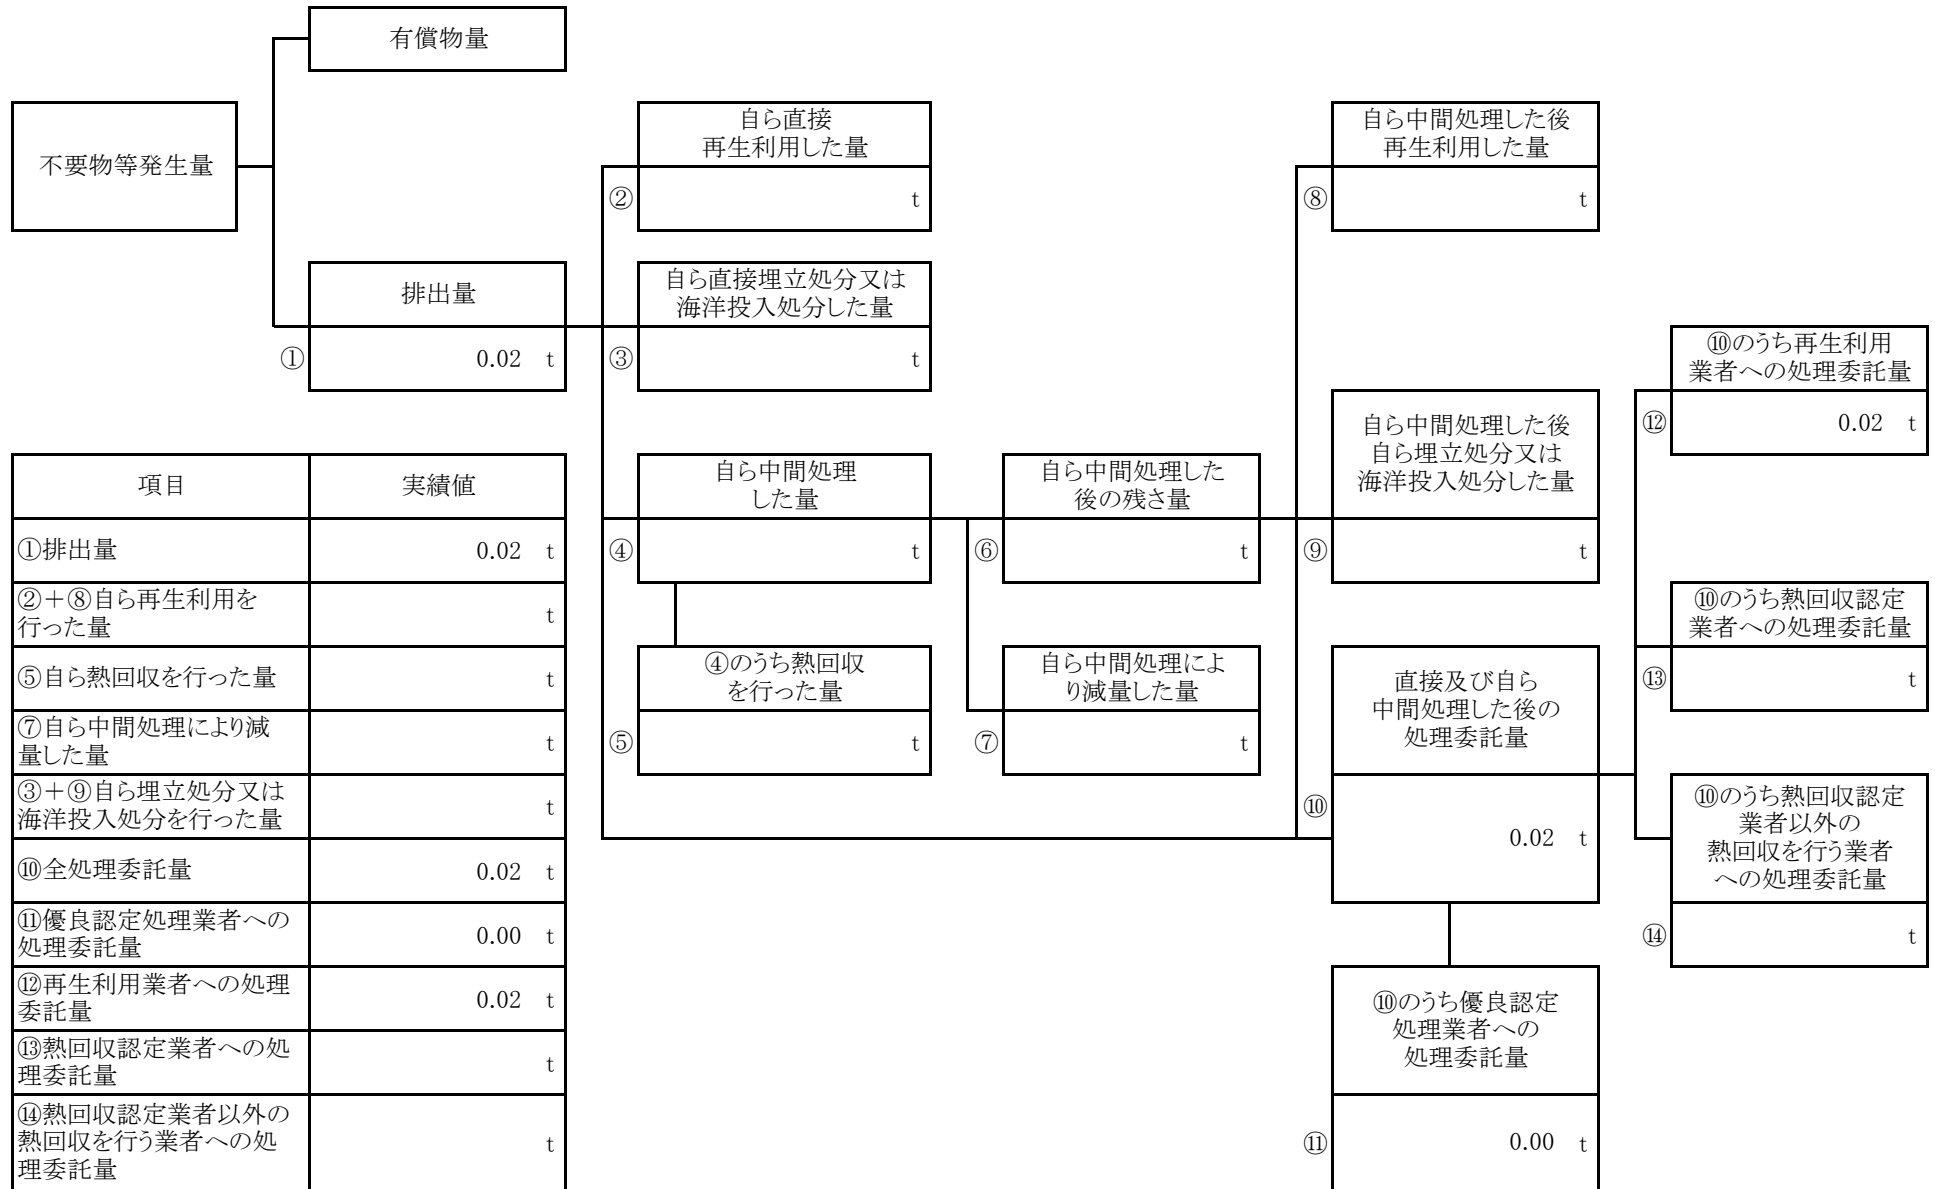 有償物量
不要物等発生量
排出量
① 0.02 t
自ら直接
再生利用した量
② t
自ら直接埋立処分又は
海洋投入処分した量
③ t
自ら中間処理
した量
④ t
④のうち熱回収
を行った量
⑤ t
自ら中間処理した
後の残さ量
⑥ t
自ら中間処理によ
り減量した量
⑦ t
自ら中間処理した後
再生利用した量
⑧ t
自ら中間処理した後
自ら埋立処分又は
海洋投入処分した量
⑨ t
直接及び自ら
中間処理した後の
処理委託量
⑩ 0.02 t
⑩のうち優良認定
処理業者への
処理委託量
⑪ 0.00 t
⑩のうち再生利用
業者への処理委託量
⑫ 0.02 t
⑩のうち熱回収認定
業者への処理委託量
⑬ t
⑩のうち熱回収認定
業者以外の
熱回収を行う業者
への処理委託量
⑭ t
項目 実績値
①排出量 0.02 t
②+⑧自ら再生利用を
行った量 t
⑤自ら熱回収を行った量 t
⑦自ら中間処理により減
量した量 t
③+⑨自ら埋立処分又は
海洋投入処分を行った量 t
⑩全処理委託量 0.02 t
⑪優良認定処理業者への
処理委託量 0.00 t
⑫再生利用業者への処理
委託量 0.02 t
⑬熱回収認定業者への処
理委託量 t
⑭熱回収認定業者以外の
熱回収を行う業者への処
理委託量 t